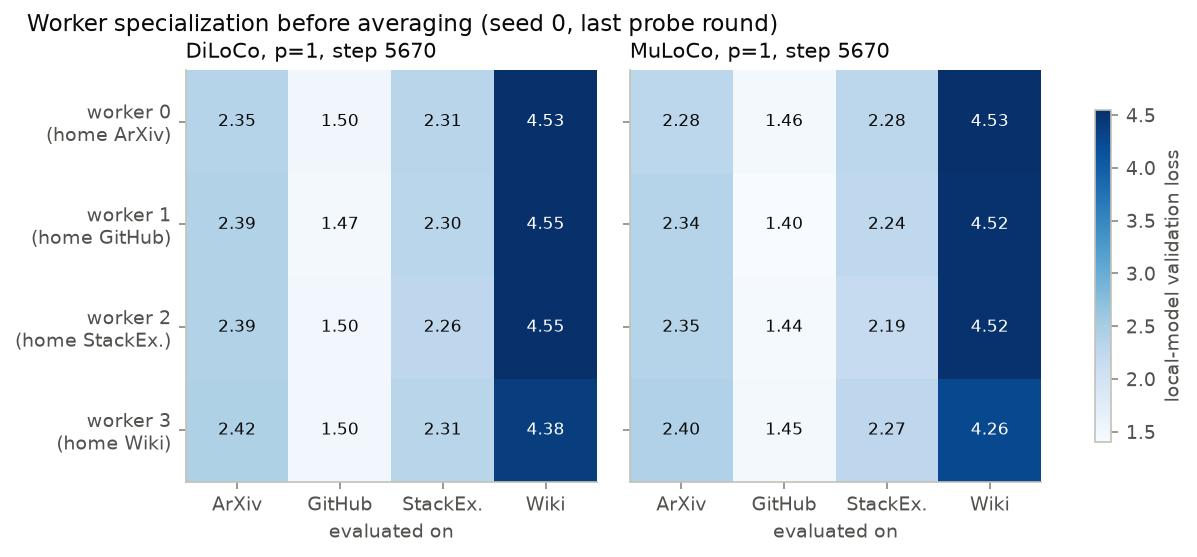 Worker specialization before averaging (seed 0, last probe round)
DiLoCo, p=1, step 5670
MuLoCo, p=1, step 5670
worker 0
(home ArXiv)
2.35 1.50 2.31 4.53
2.28 1.46 2.28 4.53
worker 1
(home GitHub)
2.39 1.47 2.30 4.55
2.34 1.40 2.24 4.52
worker 2
(home StackEx.)
2.39 1.50 2.26 4.55
2.35 1.44 2.19 4.52
worker 3
(home Wiki)
2.42 1.50 2.31 4.38
2.40 1.45 2.27 4.26
ArXiv GitHub StackEx. Wiki
evaluated on
ArXiv GitHub StackEx. Wiki
evaluated on
4.5
4.0
3.5
3.0
2.5
2.0
1.5
local-model validation loss